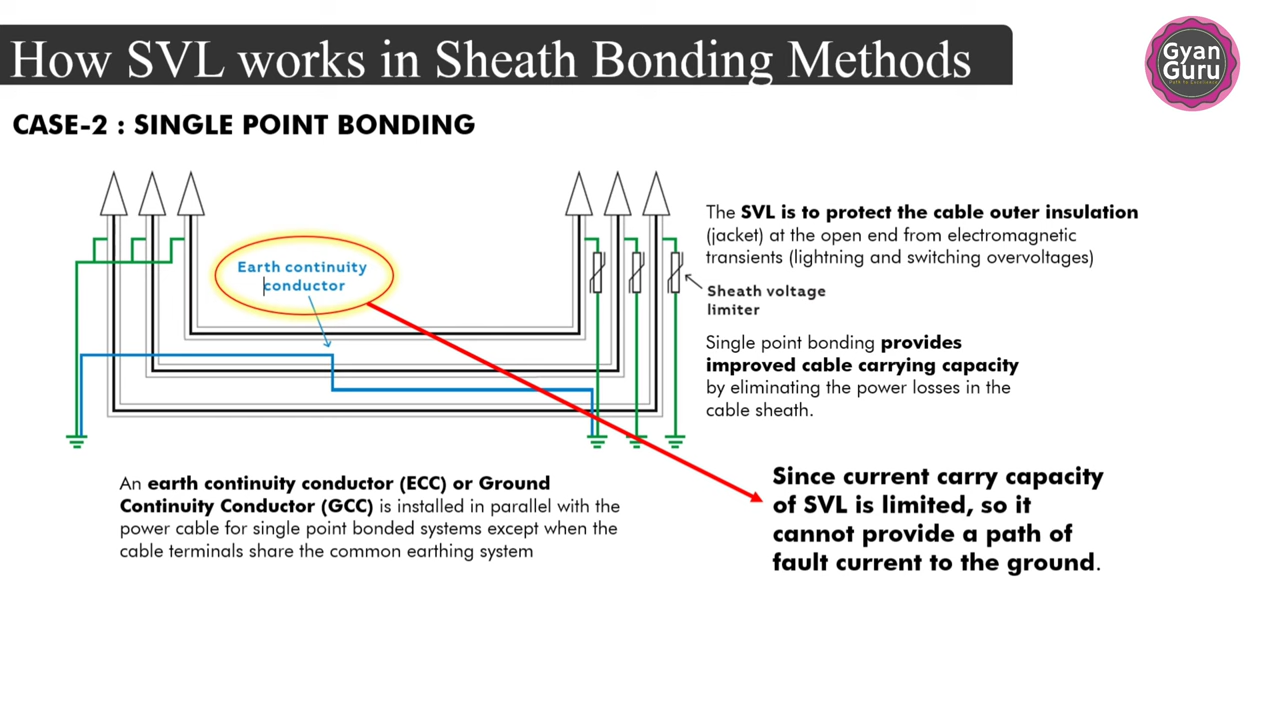 How SVL works in Sheath Bonding Methods
Gyan
Guru
Path to Excellence
CASE-2 : SINGLE POINT BONDING
Earth continuity
conductor
The SVL is to protect the cable outer insulation
(jacket) at the open end from electromagnetic
transients (lightning and switching overvoltages)
Sheath voltage
limiter
Single point bonding provides
improved cable carrying capacity
by eliminating the power losses in the
cable sheath.
An earth continuity conductor (ECC) or Ground
Continuity Conductor (GCC) is installed in parallel with the
power cable for single point bonded systems except when the
cable terminals share the common earthing system
Since current carry capacity
of SVL is limited, so it
cannot provide a path of
fault current to the ground.